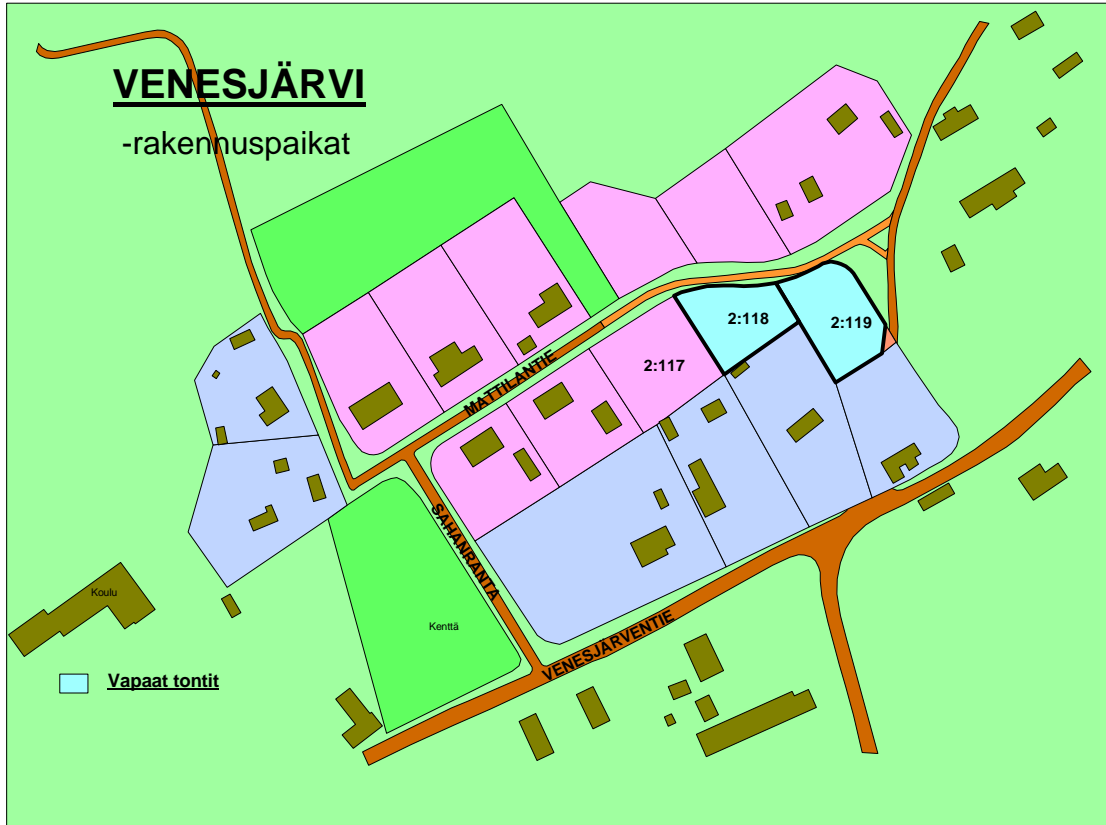 VENESJÄRVI
-rakennuspaikat
2:118
2:119
2:117
MATTILANTIE
SAHANRANTA
Koulu
Kenttä
VENESJÄRVENTIE
Vapaat tontit